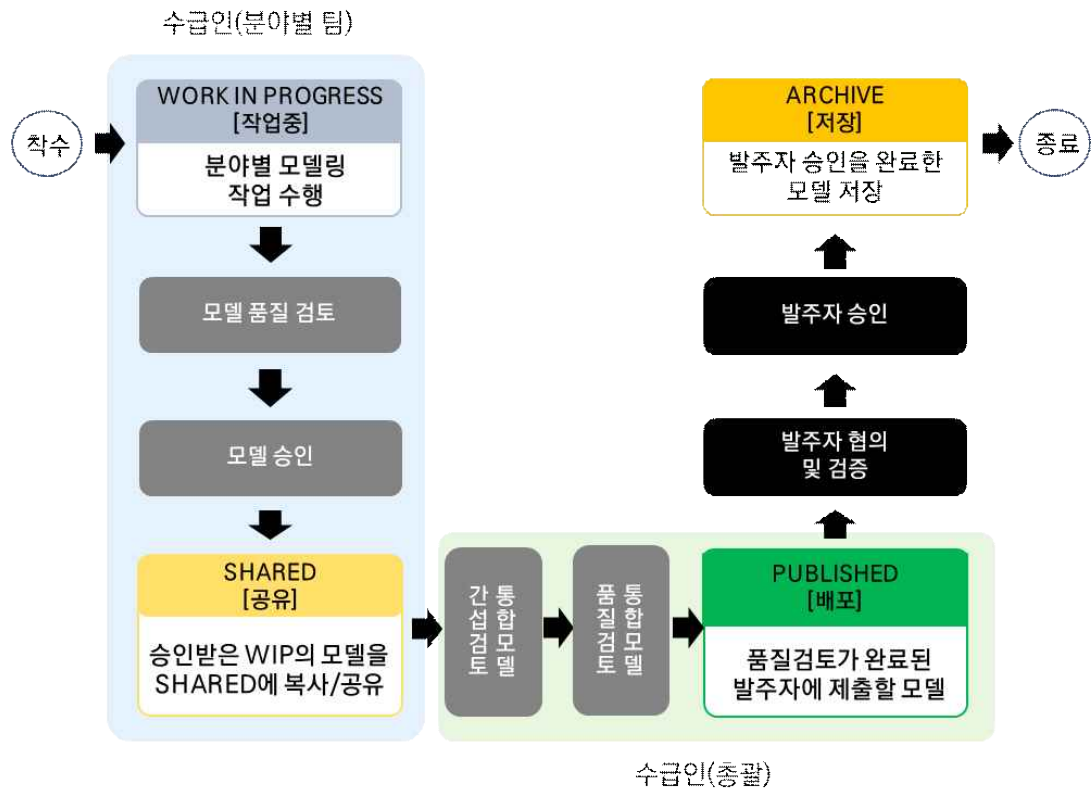 수급인(분야별 팀)
착수
WORK IN PROGRESS
[작업중]
분야별 모델링
작업 수행
모델 품질 검토
모델 승인
SHARED
[공유]
승인받은 WIP의 모델을
SHARED에 복사/공유
통합모델
간섭검토
통합모델
품질검토
PUBLISHED
[배포]
품질검토가 완료된
발주자에 제출할 모델
수급인(총괄)
발주자 협의
및 검증
발주자 승인
ARCHIVE
[저장]
발주자 승인을 완료한
모델 저장
종료